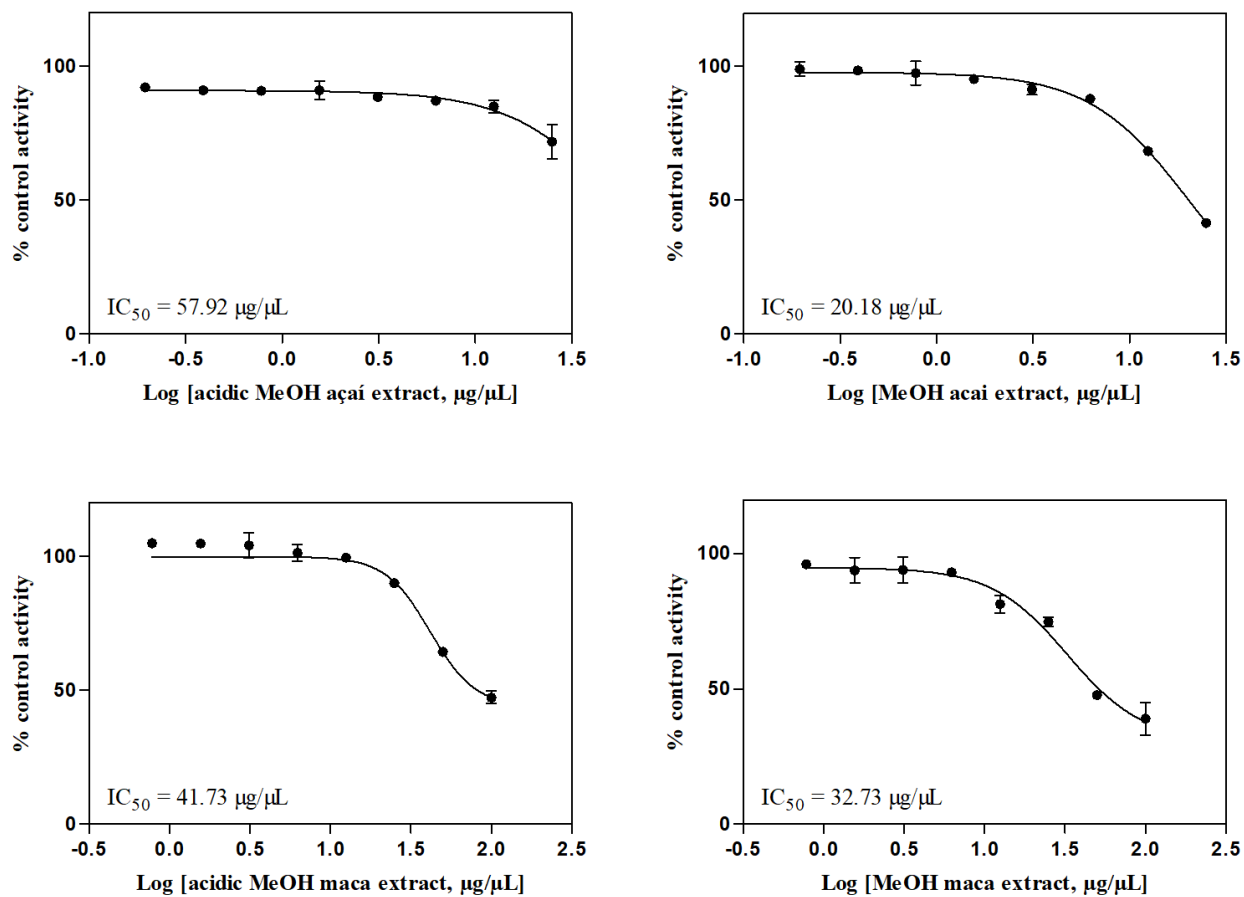 100
50
0
% control activity
IC50 = 57.92 µg/µL
-1.0 -0.5 0.0 0.5 1.0 1.5
Log [acidic MeOH açaí extract, µg/µL]
100
50
0
% control activity
IC50 = 20.18 µg/µL
-1.0 -0.5 0.0 0.5 1.0 1.5
Log [MeOH acai extract, µg/µL]
100
50
0
% control activity
IC50 = 41.73 µg/µL
-0.5 0.0 0.5 1.0 1.5 2.0 2.5
Log [acidic MeOH maca extract, µg/µL]
100
50
0
% control activity
IC50 = 32.73 µg/µL
-0.5 0.0 0.5 1.0 1.5 2.0 2.5
Log [MeOH maca extract, µg/µL]